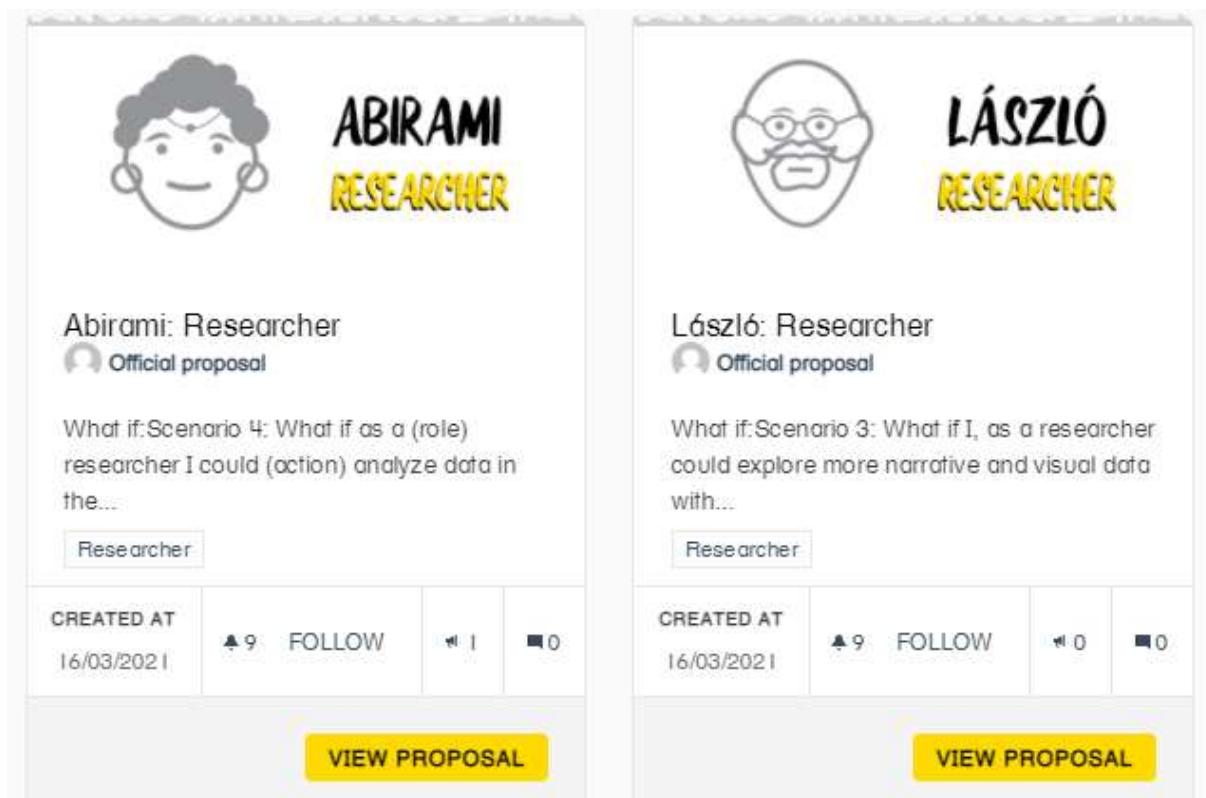 ABIRAMI
RESEARCHER
Abirami: Researcher
Official proposal
What if:Scenario 4: What if as a (role)
researcher I could (action) analyze data in
the...
Researcher
CREATED AT
16/03/2021
9 FOLLOW
1
0
VIEW PROPOSAL
LÁSZLÓ
RESEARCHER
László: Researcher
Official proposal
What if:Scenario 3: What if I, as a researcher
could explore more narrative and visual data
with...
Researcher
CREATED AT
16/03/2021
9 FOLLOW
0
0
VIEW PROPOSAL